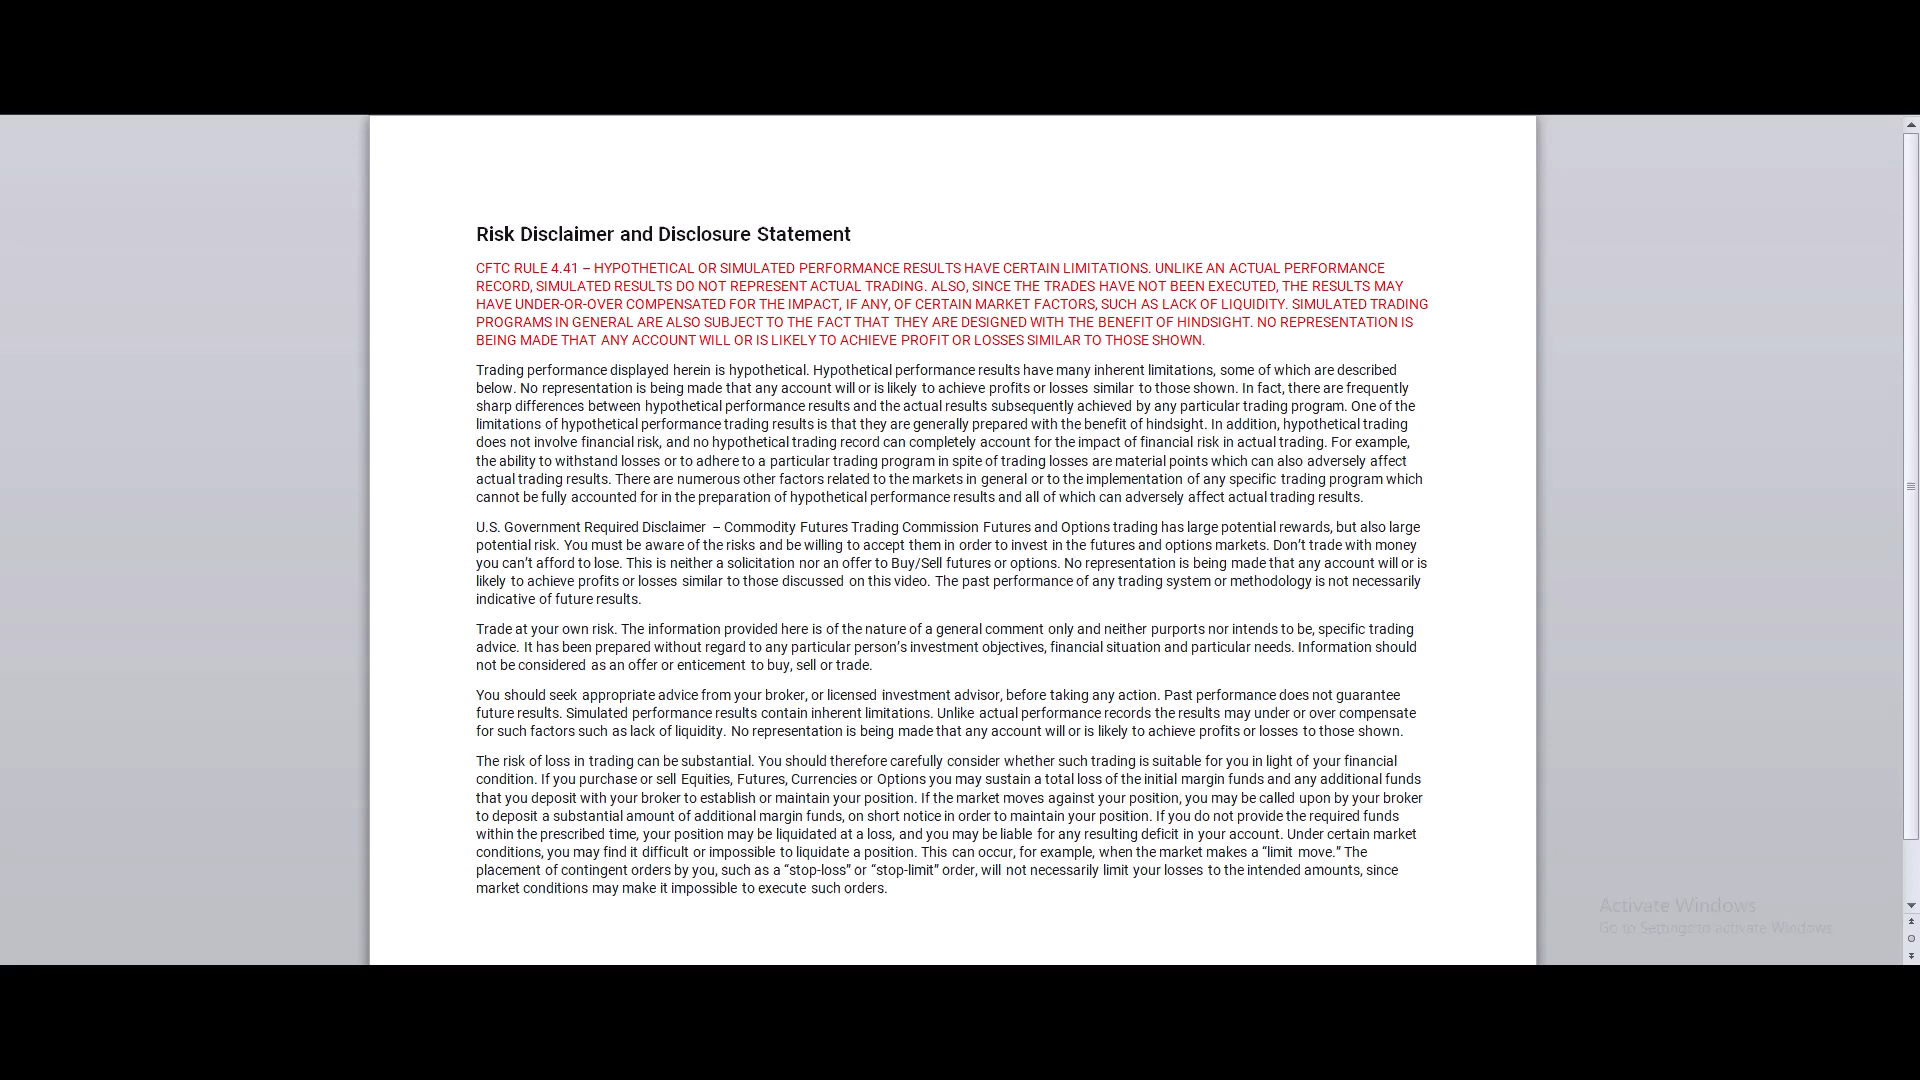 Risk Disclaimer and Disclosure Statement
CFTC RULE 4.41 – HYPOTHETICAL OR SIMULATED PERFORMANCE RESULTS HAVE CERTAIN LIMITATIONS. UNLIKE AN ACTUAL PERFORMANCE
RECORD, SIMULATED RESULTS DO NOT REPRESENT ACTUAL TRADING. ALSO, SINCE THE TRADES HAVE NOT BEEN EXECUTED, THE RESULTS MAY
HAVE UNDER-OR-OVER COMPENSATED FOR THE IMPACT, IF ANY, OF CERTAIN MARKET FACTORS, SUCH AS LACK OF LIQUIDITY. SIMULATED TRADING
PROGRAMS IN GENERAL ARE ALSO SUBJECT TO THE FACT THAT THEY ARE DESIGNED WITH THE BENEFIT OF HINDSIGHT. NO REPRESENTATION IS
BEING MADE THAT ANY ACCOUNT WILL OR IS LIKELY TO ACHIEVE PROFIT OR LOSSES SIMILAR TO THOSE SHOWN.
Trading performance displayed herein is hypothetical. Hypothetical performance results have many inherent limitations, some of which are described
below. No representation is being made that any account will or is likely to achieve profits or losses similar to those shown. In fact, there are frequently
sharp differences between hypothetical performance results and the actual results subsequently achieved by any particular trading program. One of the
limitations of hypothetical performance trading results is that they are generally prepared with the benefit of hindsight. In addition, hypothetical trading
does not involve financial risk, and no hypothetical trading record can completely account for the impact of financial risk in actual trading. For example,
the ability to withstand losses or to adhere to a particular trading program in spite of trading losses are material points which can also adversely affect
actual trading results. There are numerous other factors related to the markets in general or to the implementation of any specific trading program which
cannot be fully accounted for in the preparation of hypothetical performance results and all of which can adversely affect actual trading results.
U.S. Government Required Disclaimer – Commodity Futures Trading Commission Futures and Options trading has large potential rewards, but also large
potential risk. You must be aware of the risks and be willing to accept them in order to invest in the futures and options markets. Don’t trade with money
you can’t afford to lose. This is neither a solicitation nor an offer to Buy/Sell futures or options. No representation is being made that any account will or is
likely to achieve profits or losses similar to those discussed on this video. The past performance of any trading system or methodology is not necessarily
indicative of future results.
Trade at your own risk. The information provided here is of the nature of a general comment only and neither purports nor intends to be, specific trading
advice. It has been prepared without regard to any particular person’s investment objectives, financial situation and particular needs. Information should
not be considered as an offer or enticement to buy, sell or trade.
You should seek appropriate advice from your broker, or licensed investment advisor, before taking any action. Past performance does not guarantee
future results. Simulated performance results contain inherent limitations. Unlike actual performance records the results may under or over compensate
for such factors such as lack of liquidity. No representation is being made that any account will or is likely to achieve profits or losses to those shown.
The risk of loss in trading can be substantial. You should therefore carefully consider whether such trading is suitable for you in light of your financial
condition. If you purchase or sell Equities, Futures, Currencies or Options you may sustain a total loss of the initial margin funds and any additional funds
that you deposit with your broker to establish or maintain your position. If the market moves against your position, you may be called upon by your broker
to deposit a substantial amount of additional margin funds, on short notice in order to maintain your position. If you do not provide the required funds
within the prescribed time, your position may be liquidated at a loss, and you may be liable for any resulting deficit in your account. Under certain market
conditions, you may find it difficult or impossible to liquidate a position. This can occur, for example, when the market makes a “limit move.” The
placement of contingent orders by you, such as a “stop-loss” or “stop-limit” order, will not necessarily limit your losses to the intended amounts, since
market conditions may make it impossible to execute such orders.
Activate Windows
Go to Settings to activate Windows.